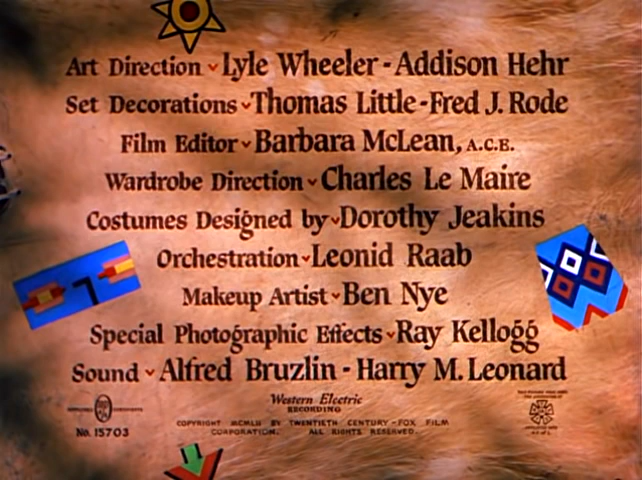 Art Direction Lyle Wheeler - Addison Hehr
Set Decorations Thomas Little - Fred J. Rode
Film Editor Barbara McLean, A.C.E.
Wardrobe Direction Charles Le Maire
Costumes Designed by Dorothy Jeakins
Orchestration Leonid Raab
Makeup Artist Ben Nye
Special Photographic Effects Ray Kellogg
Sound Alfred Bruzlin - Harry M. Leonard
Western Electric
RECORDING
No. 15703
COPYRIGHT MCMLII BY TWENTIETH CENTURY-FOX FILM
CORPORATION. ALL RIGHTS RESERVED.